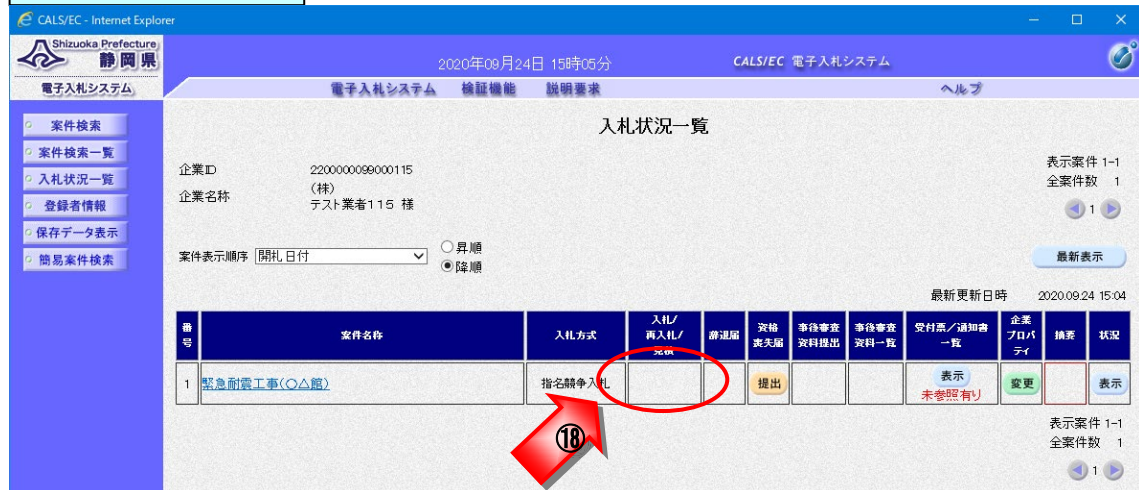 CALS/EC - Internet Explorer
Shizuoka Prefecture
静岡県
2020年09月24日 15時05分
CALS/EC 電子入札システム
電子入札システム
電子入札システム 検証機能 説明要求 ヘルプ
案件検索
案件検索一覧
入札状況一覧
登録者情報
保存データ表示
簡易案件検索
入札状況一覧
企業ID 2200000099000115
企業名称 (株)
テスト業者115 様
表示案件 1-1
全案件数 1
1
案件表示順序 開札日付
昇順
降順
最新表示
最新更新日時 2020.09.24 15:04
番号 案件名称 入札方式 入札/再入札/見積 辞退届 資格喪失届 事後審査資料提出 事後審査資料一覧 受付票/通知書一覧 企業プロパティ 摘要 状況
1 緊急耐震工事(○△館) 指名競争入札 提出 表示 変更 表示
未参照有り
⑱
表示案件 1-1
全案件数 1
1